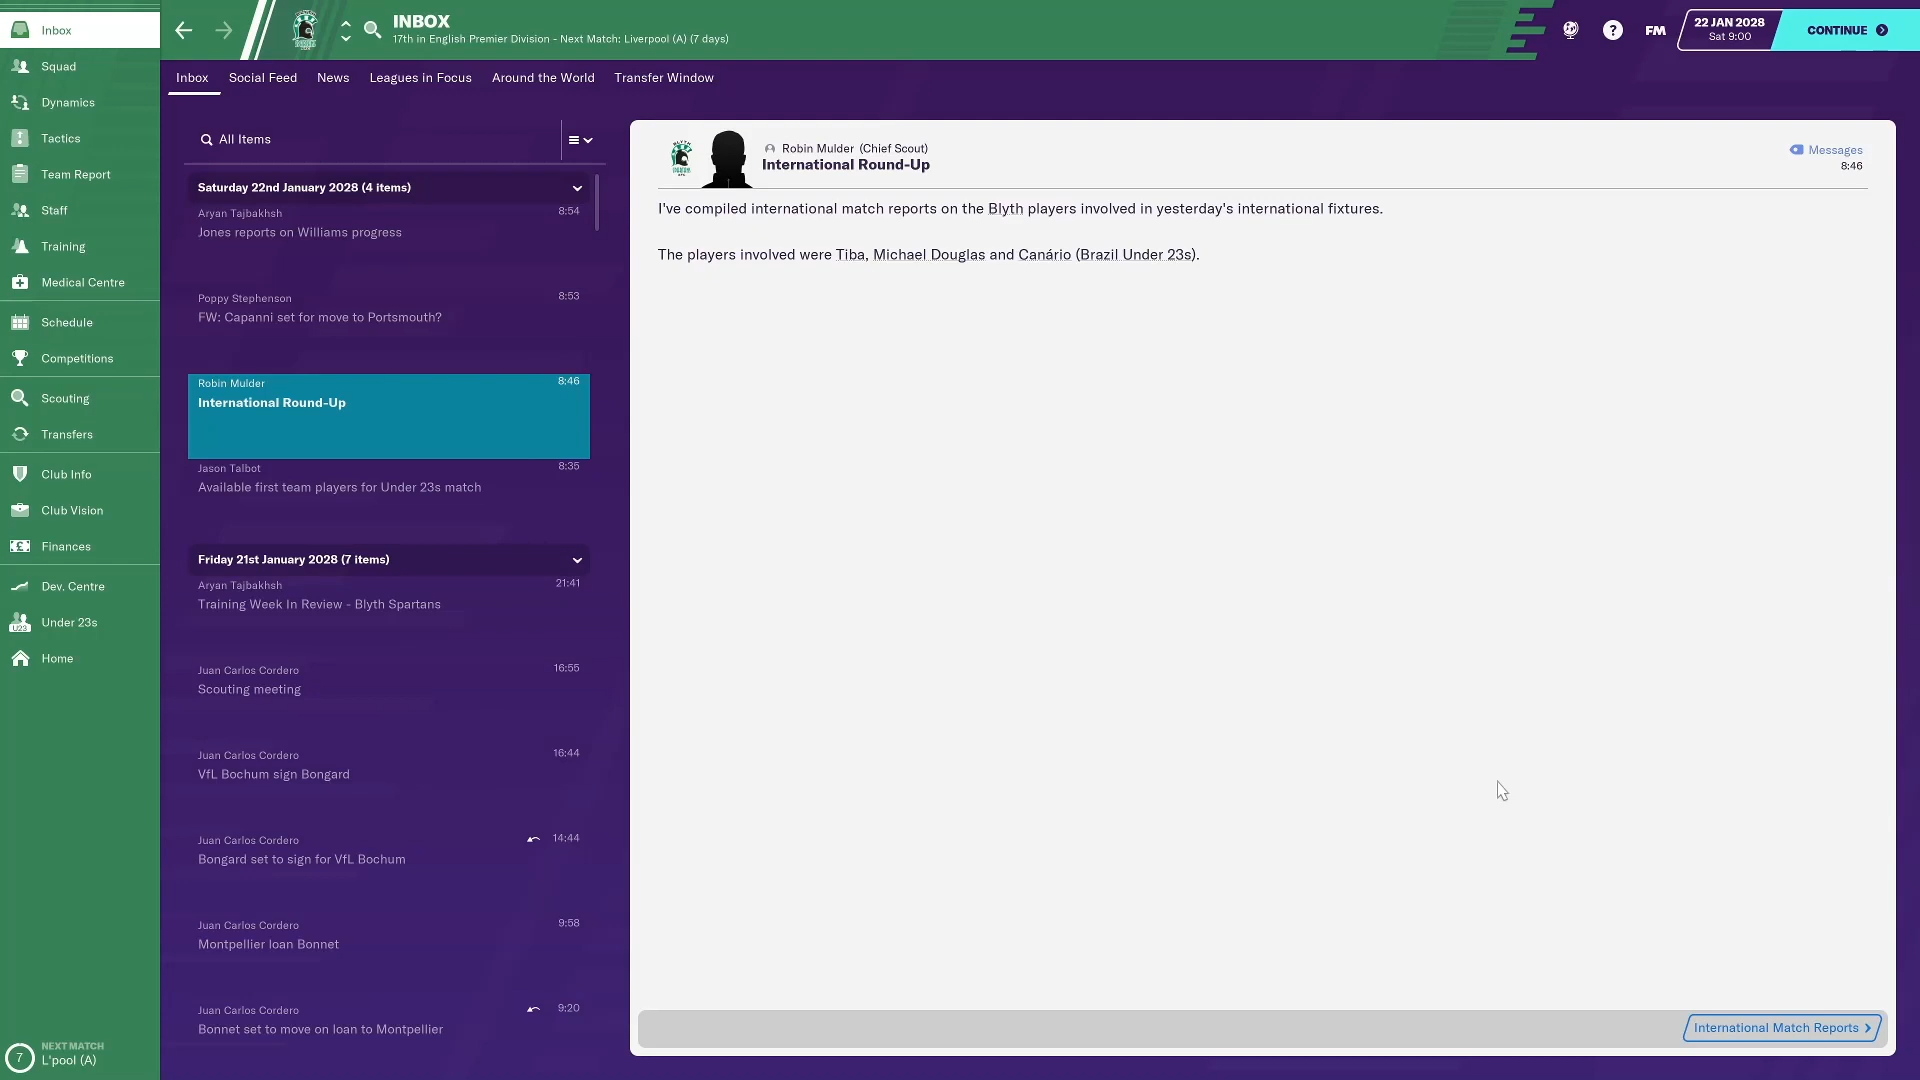 Inbox
Squad
Dynamics
Tactics
Team Report
Staff
Training
Medical Centre
Schedule
Competitions
Scouting
Transfers
Club Info
Club Vision
Finances
Dev. Centre
U23
Under 23s
Home
7
NEXT MATCH
L'pool (A)
INBOX
17th in English Premier Division - Next Match: Liverpool (A) (7 days)
?
FM
22 JAN 2028
Sat 9:00
CONTINUE
Inbox Social Feed News Leagues in Focus Around the World Transfer Window
All Items
Saturday 22nd January 2028 (4 items)
Aryan Tajbakhsh 8:54
Jones reports on Williams progress
Poppy Stephenson 8:53
FW: Capanni set for move to Portsmouth?
Robin Mulder 8:46
International Round-Up
Jason Talbot 8:35
Available first team players for Under 23s match
Friday 21st January 2028 (7 items)
Aryan Tajbakhsh 21:41
Training Week In Review - Blyth Spartans
Juan Carlos Cordero 16:55
Scouting meeting
Juan Carlos Cordero 16:44
VfL Bochum sign Bongard
Juan Carlos Cordero 14:44
Bongard set to sign for VfL Bochum
Juan Carlos Cordero 9:58
Montpellier loan Bonnet
Juan Carlos Cordero 9:20
Bonnet set to move on loan to Montpellier
Robin Mulder (Chief Scout)
International Round-Up
Messages
8:46
I've compiled international match reports on the Blyth players involved in yesterday's international fixtures.
The players involved were Tiba, Michael Douglas and Canário (Brazil Under 23s).
International Match Reports